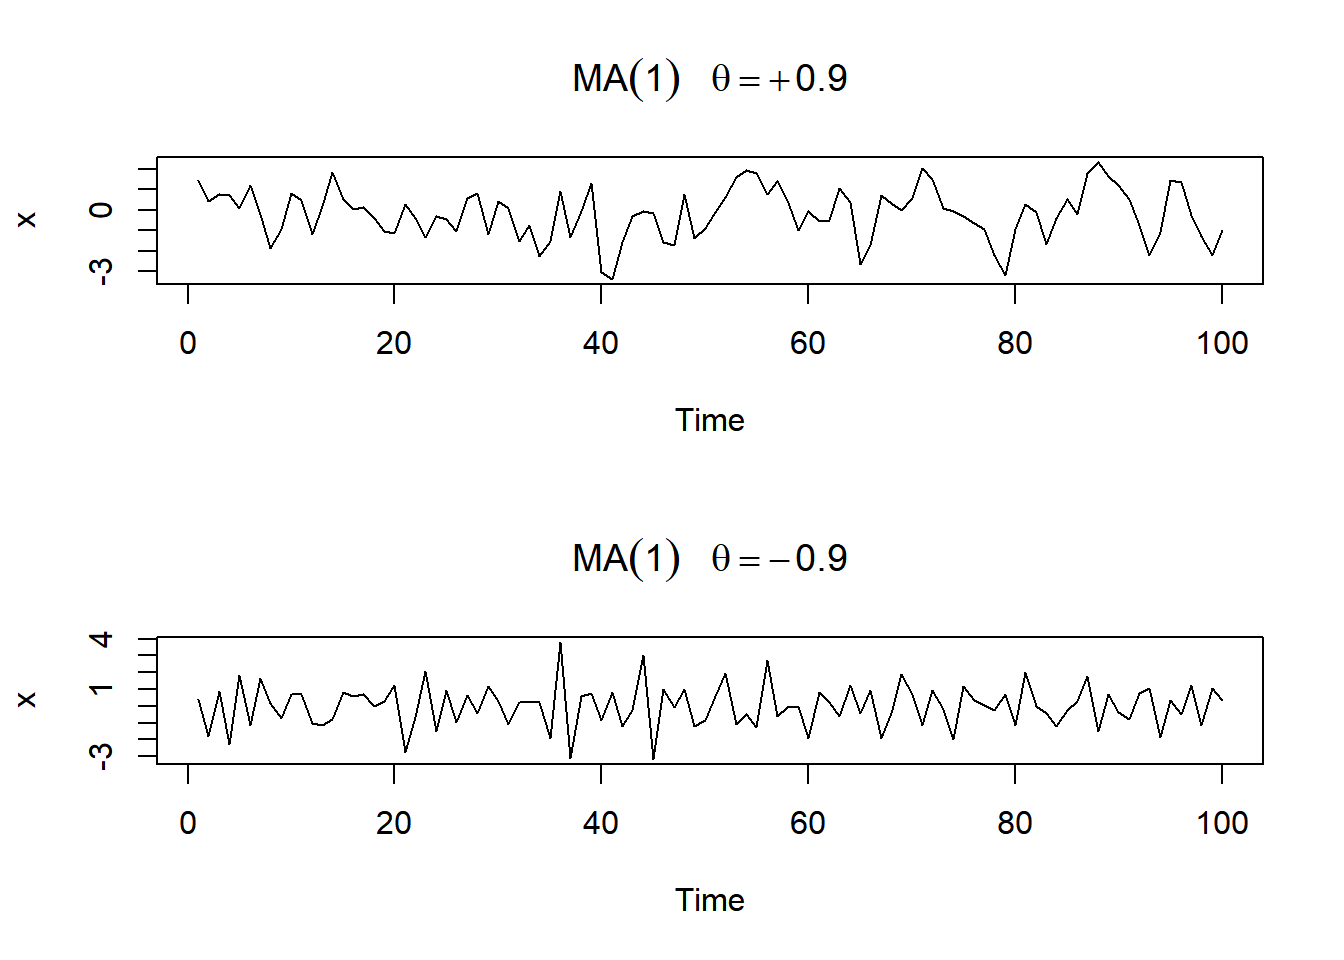 MA(1) θ = +0.9
x
0
-3
0 20 40 60 80 100
Time
MA(1) θ = −0.9
x
4
1
-3
0 20 40 60 80 100
Time